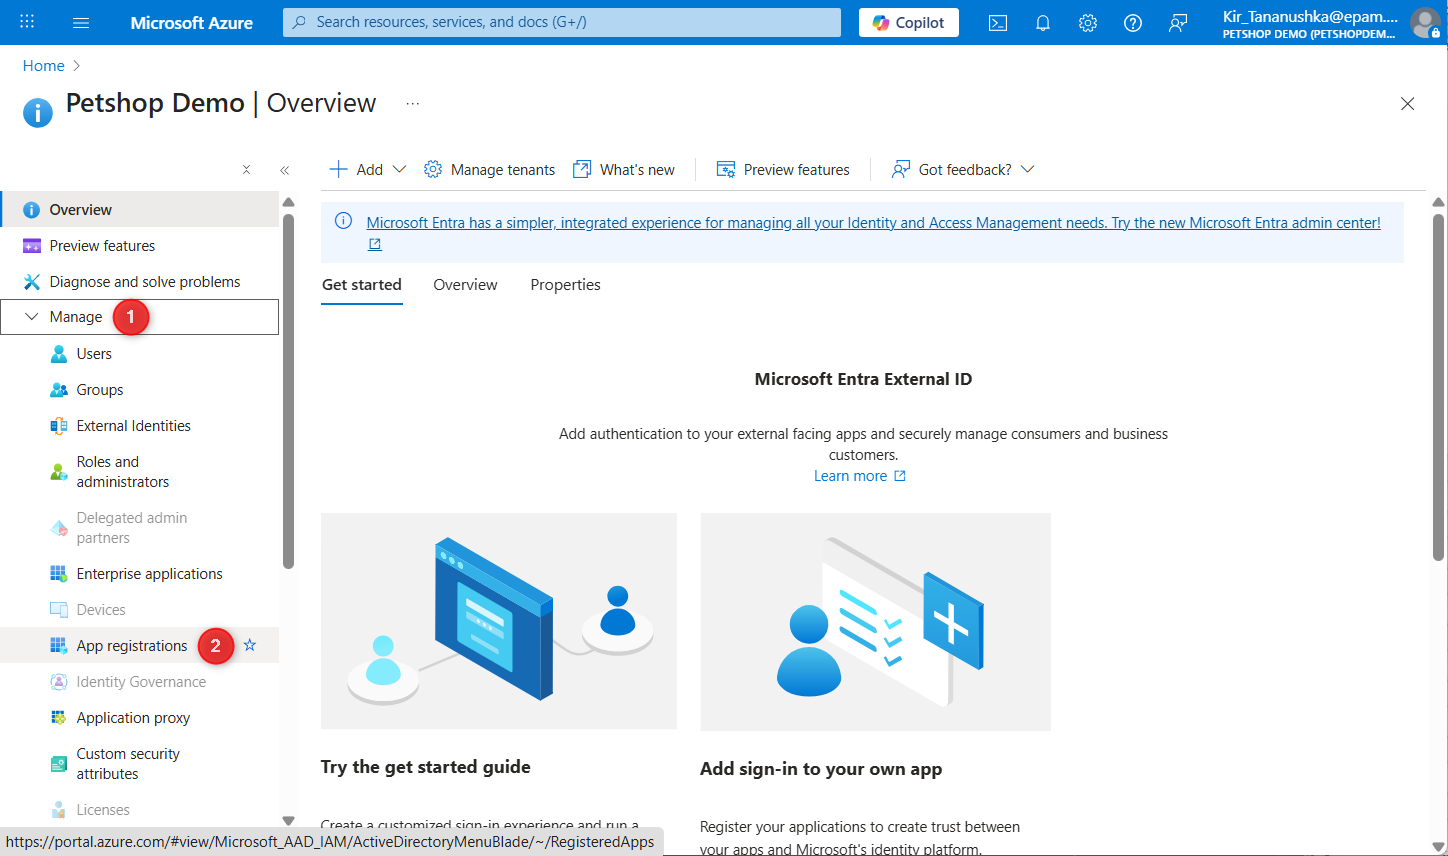 Microsoft Azure
Search resources, services, and docs (G+/)
Copilot
Kir_Tananushka@epam....
PETSHOP DEMO (PETSHOPDEM...
Home
Petshop Demo | Overview
...
Add
Manage tenants
What's new
Preview features
Got feedback?
Overview
Preview features
Diagnose and solve problems
Manage
1
Users
Groups
External Identities
Roles and
administrators
Delegated admin
partners
Enterprise applications
Devices
App registrations
2
Identity Governance
Application proxy
Custom security
attributes
Licenses
Microsoft Entra has a simpler, integrated experience for managing all your Identity and Access Management needs. Try the new Microsoft Entra admin center!
Get started
Overview
Properties
Microsoft Entra External ID
Add authentication to your external facing apps and securely manage consumers and business
customers.
Learn more
Try the get started guide
Create a customized sign-in experience and run a
Add sign-in to your own app
Register your applications to create trust between
your apps and Microsoft's identity platform.
https://portal.azure.com/#view/Microsoft_AAD_IAM/ActiveDirectoryMenuBlade/~/RegisteredApps